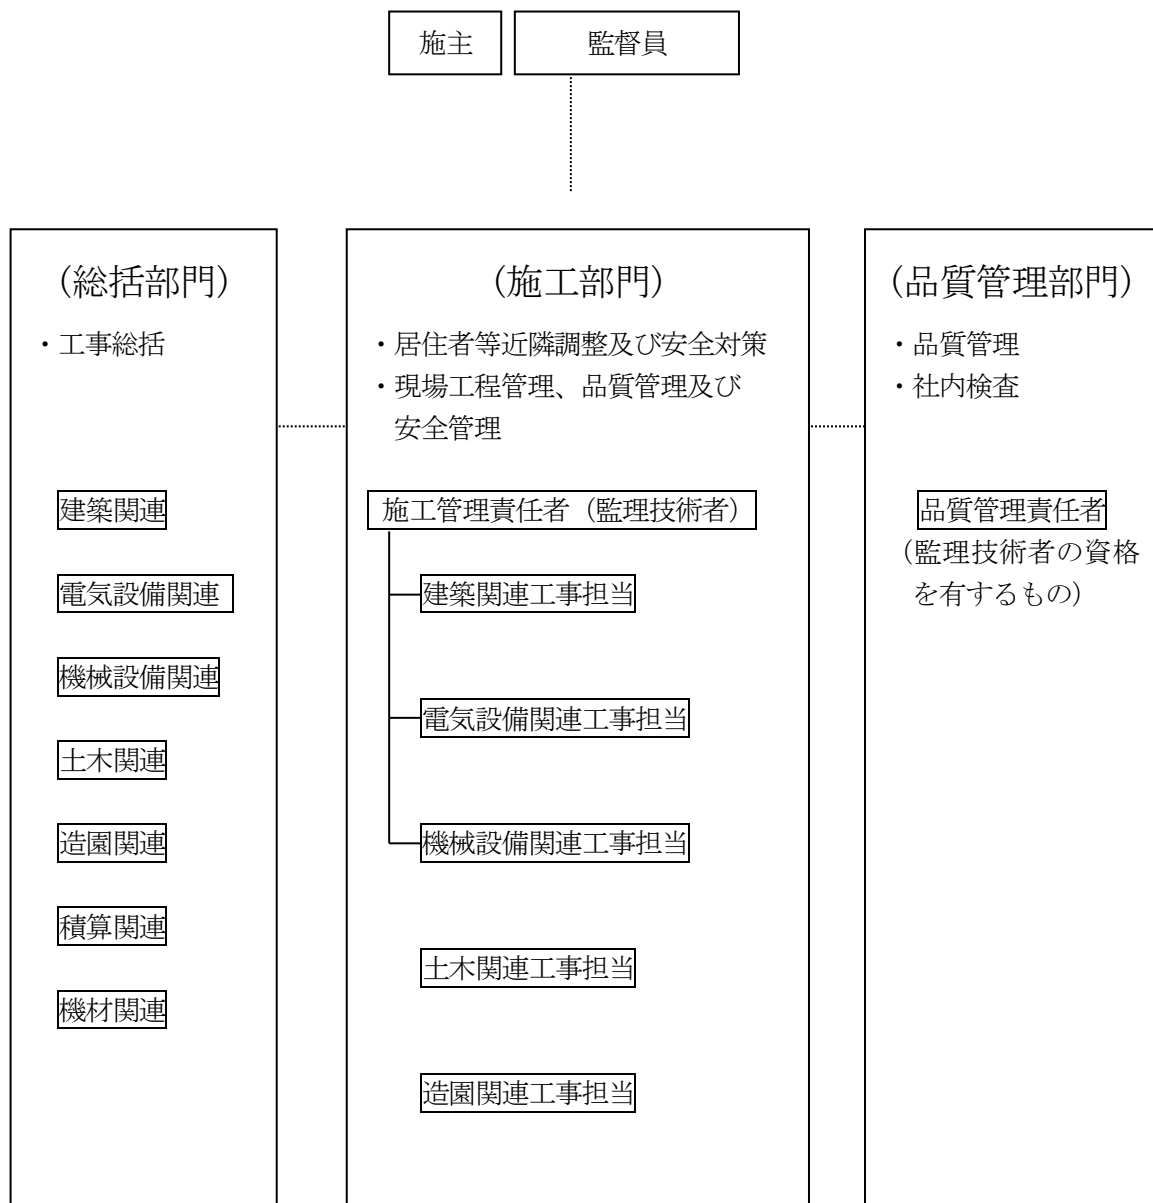 施主
監督員
(総括部門)
・工事総括
建築関連
電気設備関連
機械設備関連
土木関連
造園関連
積算関連
機材関連
(施工部門)
・居住者等近隣調整及び安全対策
・現場工程管理、品質管理及び
安全管理
施工管理責任者（監理技術者）
建築関連工事担当
電気設備関連工事担当
機械設備関連工事担当
土木関連工事担当
造園関連工事担当
(品質管理部門)
・品質管理
・社内検査
品質管理責任者
（監理技術者の資格
を有するもの）